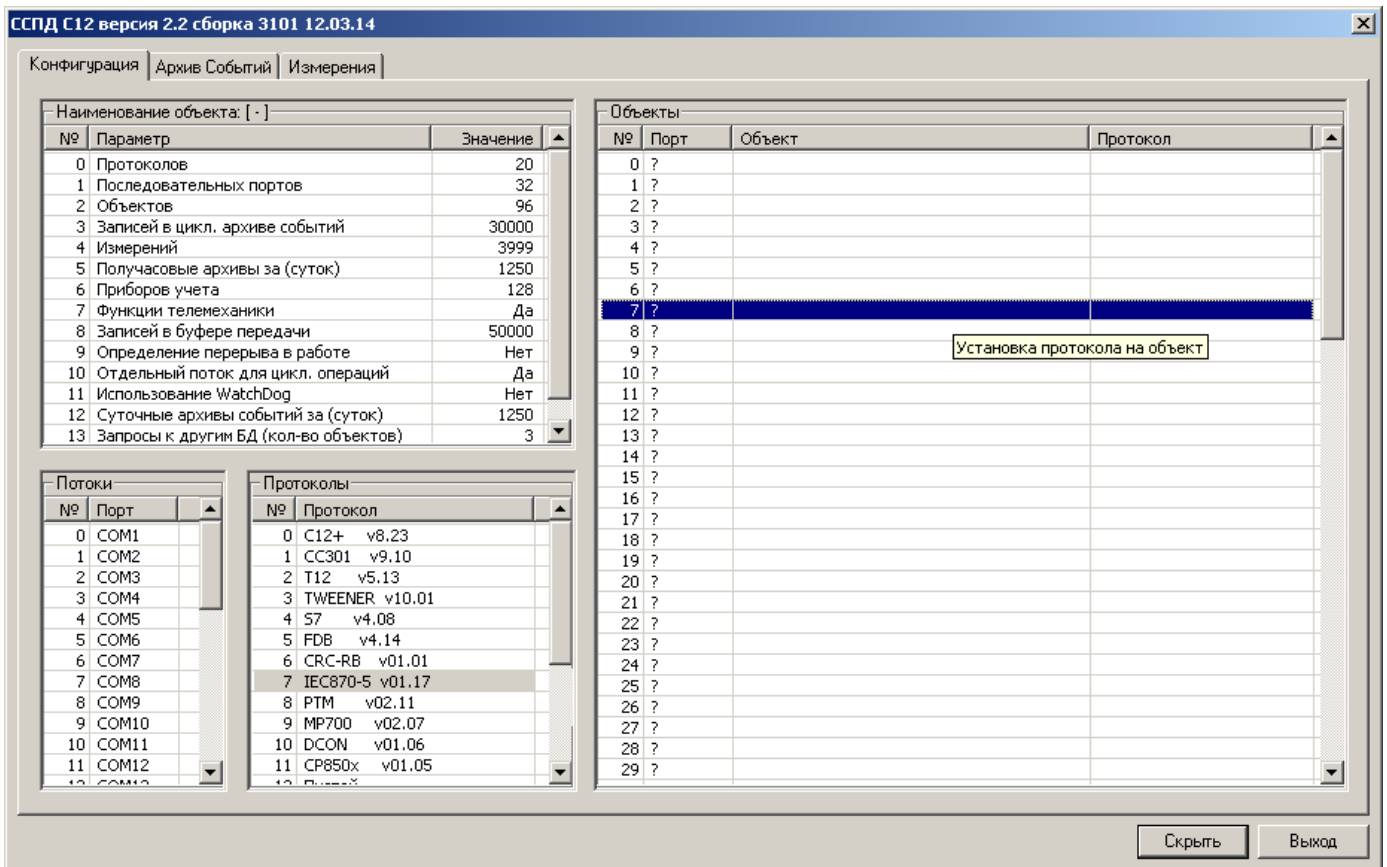 ССПД С12 версия 2.2 сборка 3101 12.03.14
Конфигурация Архив Событий Измерения
Наименование объекта: [ - ]
№ Параметр Значение
0 Протоколов 20
1 Последовательных портов 32
2 Объектов 96
3 Записей в цикл. архиве событий 30000
4 Измерений 3999
5 Получасовые архивы за (суток) 1250
6 Приборов учета 128
7 Функции телемеханики Да
8 Записей в буфере передачи 50000
9 Определение перерыва в работе Нет
10 Отдельный поток для цикл. операций Да
11 Использование WatchDog Нет
12 Суточные архивы событий за (суток) 1250
13 Запросы к другим БД (кол-во объектов) 3
Потоки
№ Порт
0 COM1
1 COM2
2 COM3
3 COM4
4 COM5
5 COM6
6 COM7
7 COM8
8 COM9
9 COM10
10 COM11
11 COM12
12 COM13
Протоколы
№ Протокол
0 C12+ v8.23
1 CC301 v9.10
2 T12 v5.13
3 TWEENER v10.01
4 S7 v4.08
5 FDB v4.14
6 CRC-RB v01.01
7 IEC870-5 v01.17
8 PTM v02.11
9 MP700 v02.07
10 DCON v01.06
11 CP850x v01.05
12 Пустой
Объекты
№ Порт Объект Протокол
0 ?
1 ?
2 ?
3 ?
4 ?
5 ?
6 ?
7 ?
8 ?
Установка протокола на объект
9 ?
10 ?
11 ?
12 ?
13 ?
14 ?
15 ?
16 ?
17 ?
18 ?
19 ?
20 ?
21 ?
22 ?
23 ?
24 ?
25 ?
26 ?
27 ?
28 ?
29 ?
Скрыть Выход